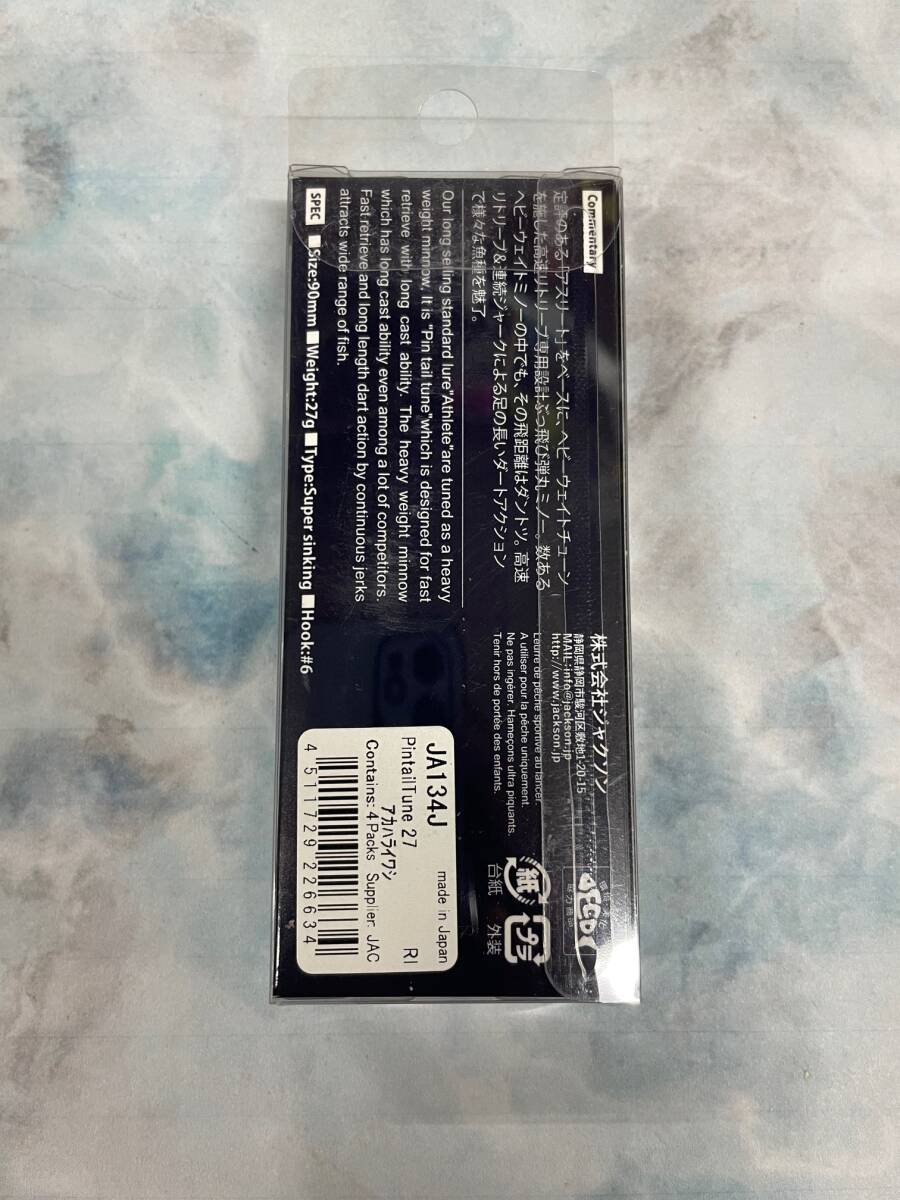 Commentary
定評のある「アスリート」をベースに、ヘビーウェイトチューン
を施した高速リトリーブ専用設計ぶっ飛び弾丸ミノー。数ある
ヘビーウェイトミノーの中でも、その飛距離はダントツ。高速
リトリーブ&連続ジャークによる足の長いダートアクション
で様々な魚種を魅了。
Our long selling standard lure"Athlete"are tuned as a heavy
weight minnow. It is "Pin tail tune"which is designed for fast
retrieve with long cast ability. The heavy weight minnow
which has long cast ability even among a lot of competitors.
Fast retrieve and long length dart action by continuous jerks
attracts wide range of fish.
SPEC ■Size:90mm ■Weight:27g ■Type:Super sinking ■Hook:#6
株式会社ジャクソン
静岡県静岡市駿河区敷地1-20-15
MAIL:info@jackson.jp
http://www.jackson.jp
Leurre de pêche sportive au lancer.
A utiliser pour la pêche uniquement.
Ne pas ingérer. Hameçons ultra piquants.
Tenir hors de portée des enfants.
FGD
協力商品
紙
台紙
プラ
外装
made in Japan
JA134J
PintailTune 27 RI
アカハライワシ
Contains: 4 Packs Supplier: JAC
4 511729 226634